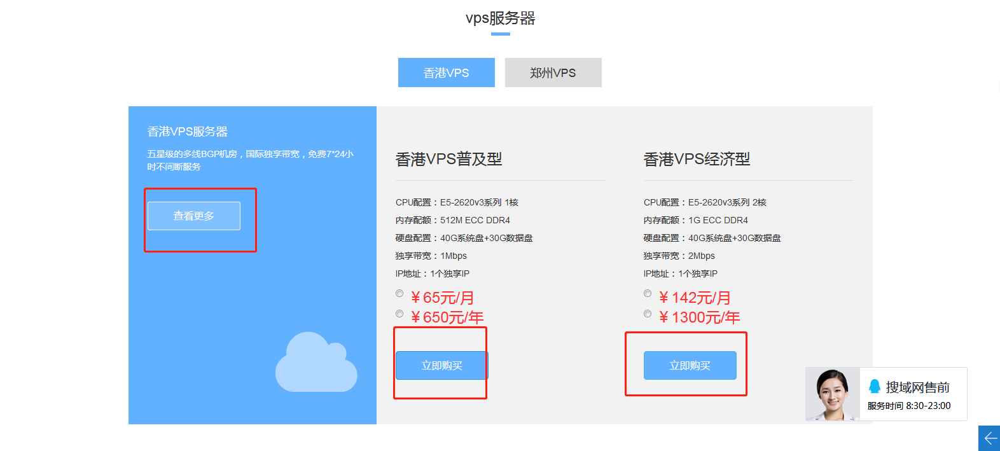 vps服务器
香港VPS
郑州VPS
香港VPS服务器
五星级的多线BGP机房，国际独享带宽，免费7*24小
时不间断服务
查看更多
香港VPS普及型
CPU配置：E5-2620v3系列 1核
内存配额：512M ECC DDR4
硬盘配置：40G系统盘+30G数据盘
独享带宽：1Mbps
IP地址：1个独享IP
￥65元/月
￥650元/年
立即购买
香港VPS经济型
CPU配置：E5-2620v3系列 2核
内存配额：1G ECC DDR4
硬盘配置：40G系统盘+30G数据盘
独享带宽：2Mbps
IP地址：1个独享IP
￥142元/月
￥1300元/年
立即购买
搜域网售前
服务时间 8:30-23:00